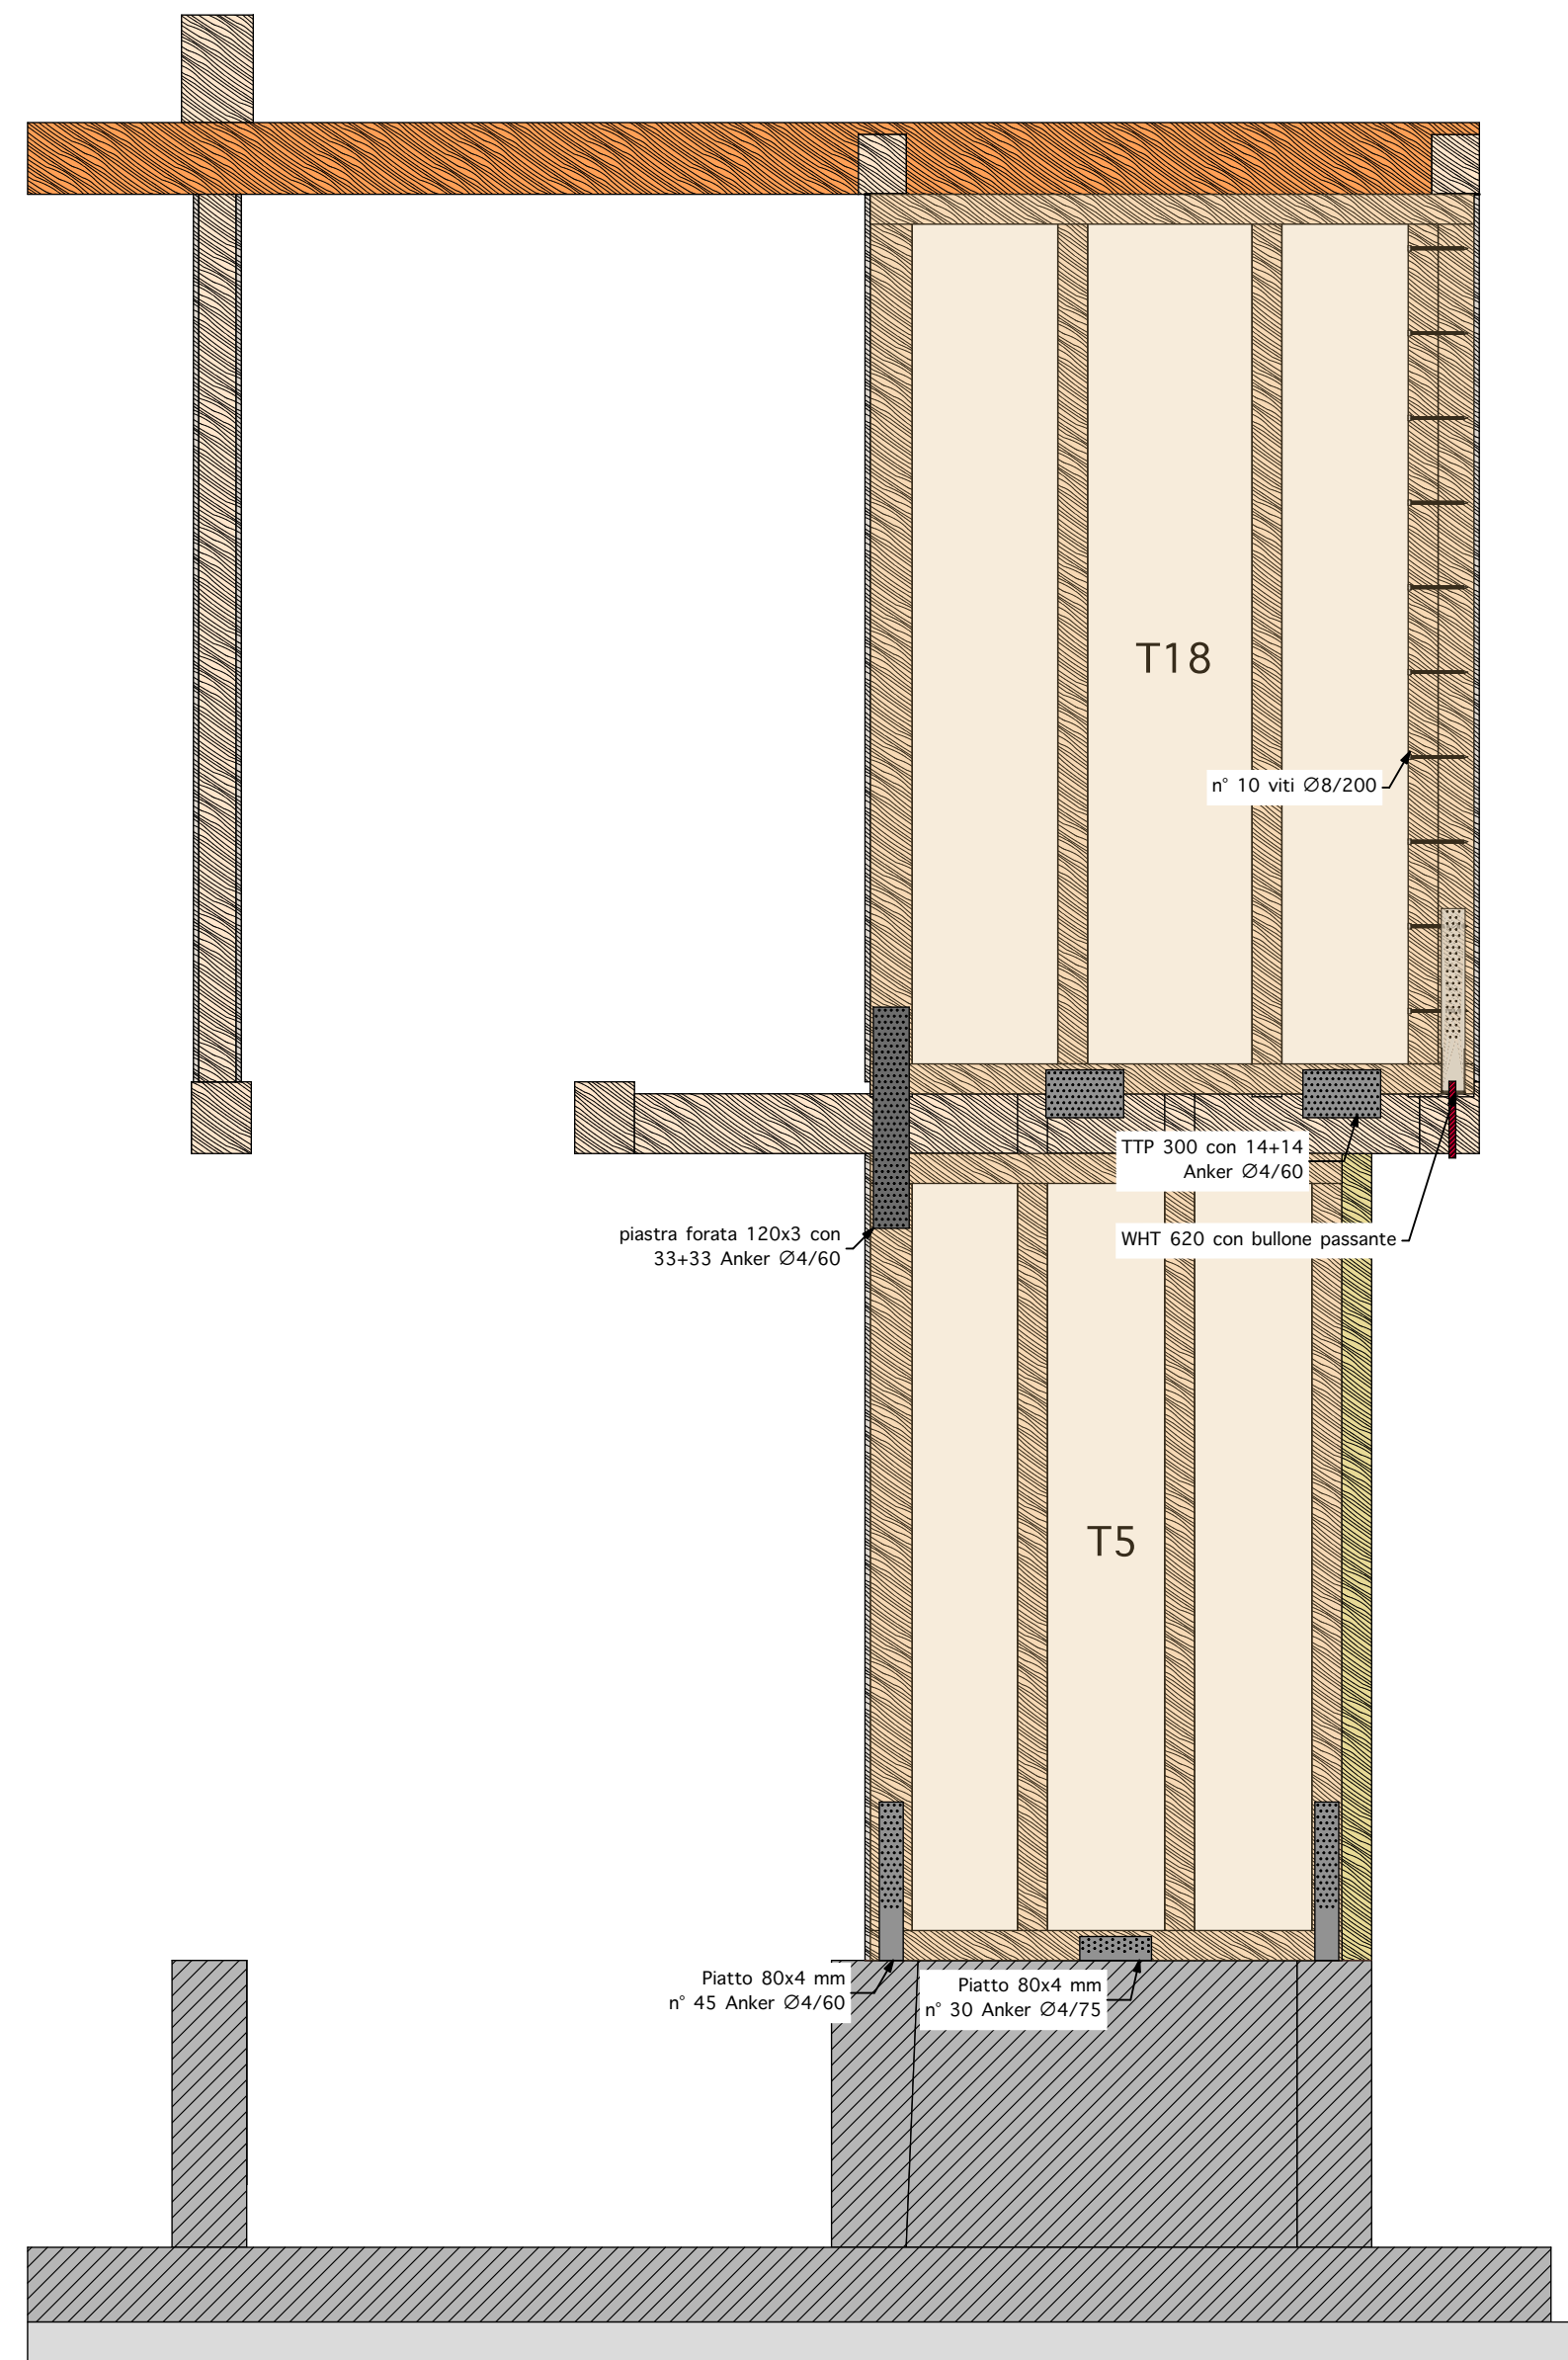 T18
n° 10 viti ∅8/200
TTP 300 con 14+14
Anker ∅4/60
WHT 620 con bullone passante
piastra forata 120x3 con
33+33 Anker ∅4/60
T5
Piatto 80x4 mm
n° 45 Anker ∅4/60
Piatto 80x4 mm
n° 30 Anker ∅4/75